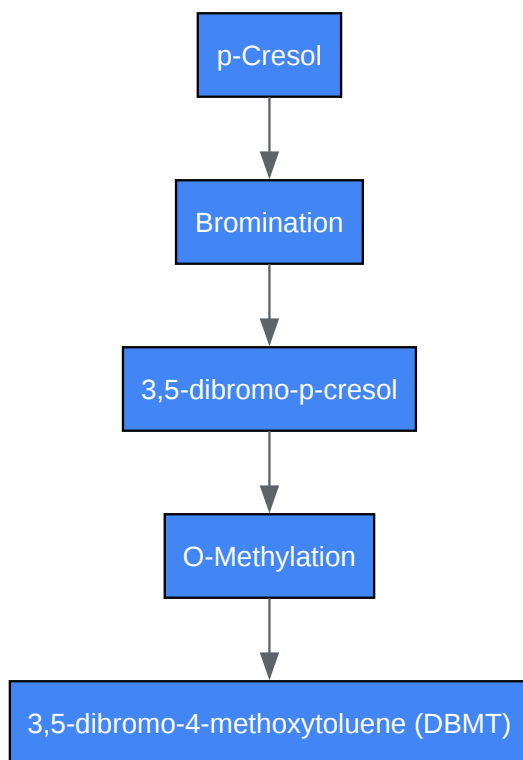 p-Cresol
Bromination
3,5-dibromo-p-cresol
O-Methylation
3,5-dibromo-4-methoxytoluene (DBMT)